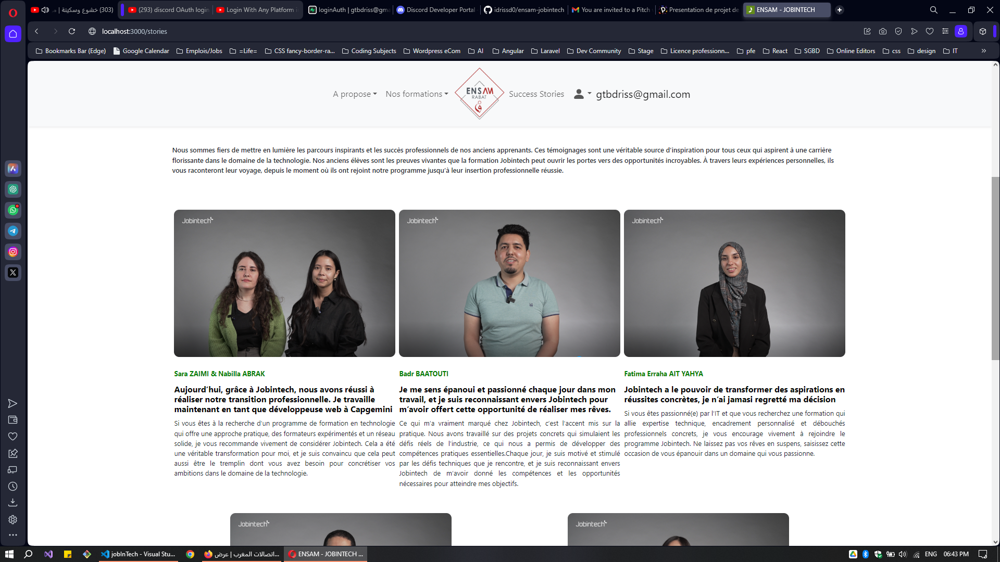 (303) خشوع وسكينة | م
(293) discord OAuth login
Login With Any Platform i
loginAuth | gtbdriss@gma
Discord Developer Portal
idrissd0/ensam-jobintech
You are invited to a Pitch
Presentation de projet de
ENSAM - JOBINTECH
localhost:3000/stories
Bookmarks Bar (Edge)
Google Calendar
Emplois/Jobs
=Life=
CSS fancy-border-ra...
Coding Subjects
Wordpress eCom
AI
Angular
Laravel
Dev Community
Stage
Licence professionn...
pfe
React
SGBD
Online Editors
css
design
IT
A propose
Nos formations
ENSAM
RABAT
Success Stories
gtbdriss@gmail.com
Nous sommes fiers de mettre en lumière les parcours inspirants et les succès professionnels de nos anciens apprenants. Ces témoignages sont une véritable source d’inspiration pour tous ceux qui aspirent à une carrière
florissante dans le domaine de la technologie. Nos anciens élèves sont les preuves vivantes que la formation Jobintech peut ouvrir les portes vers des opportunités incroyables. À travers leurs expériences personnelles, ils
vous raconteront leur voyage, depuis le moment où ils ont rejoint notre programme jusqu’à leur insertion professionnelle réussie.
Jobintech
Jobintech
Jobintech
Sara ZAIMI & Nabilla ABRAK
Aujourd’hui, grâce à Jobintech, nous avons réussi à
réaliser notre transition professionnelle. Je travaille
maintenant en tant que développeuse web à Capgemini
Si vous êtes à la recherche d’un programme de formation en technologie
qui offre une approche pratique, des formateurs expérimentés et un réseau
solide, je vous recommande vivement de considérer Jobintech. Cela a été
une véritable transformation pour moi, et je suis convaincu que cela peut
aussi être le tremplin dont vous avez besoin pour concrétiser vos
ambitions dans le domaine de la technologie.
Badr BAATOUTI
Je me sens épanoui et passionné chaque jour dans mon
travail, et je suis reconnaissant envers Jobintech pour
m’avoir offert cette opportunité de réaliser mes rêves.
Ce qui m’a vraiment marqué chez Jobintech, c’est l’accent mis sur la
pratique. Nous avons travaillé sur des projets concrets qui simulaient les
défis réels de l’industrie, ce qui nous a permis de développer des
compétences pratiques essentielles.Chaque jour, je suis motivé et stimulé
par les défis techniques que je rencontre, et je suis reconnaissant envers
Jobintech de m’avoir donné les compétences et les opportunités
nécessaires pour atteindre mes objectifs.
Fatima Erraha AIT YAHYA
Jobintech a le pouvoir de transformer des aspirations en
réussites concrètes, je n’ai jamasi regretté ma décision
Si vous êtes passionné(e) par l’IT et que vous recherchez une formation qui
allie expertise technique, encadrement personnalisé et débouchés
professionnels concrets, je vous encourage vivement à rejoindre le
programme Jobintech. Ne laissez pas vos rêves en suspens, saisissez cette
occasion de vous épanouir dans un domaine qui vous passionne.
Jobintech
Jobintech
jobInTech - Visual Stu...
اتصالات المغرب | عرض...
ENSAM - JOBINTECH ...
ENG
06:43 PM